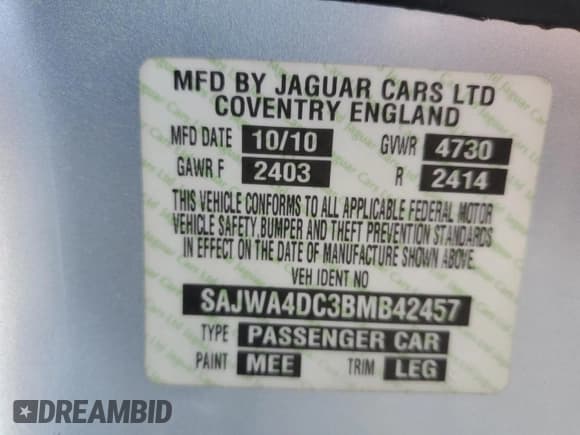 MFD BY JAGUAR CARS LTD
COVENTRY ENGLAND
MFD DATE 10/10 GVWR 4730
GAWR F 2403 R 2414
THIS VEHICLE CONFORMS TO ALL APPLICABLE FEDERAL MOTOR
VEHICLE SAFETY,BUMPER AND THEFT PREVENTION STANDARDS
IN EFFECT ON THE DATE OF MANUFACTURE SHOWN ABOVE.
VEH IDENT NO
SAJWA4DC3BMB42457
TYPE PASSENGER CAR
PAINT MEE TRIM LEG
DREAMBID